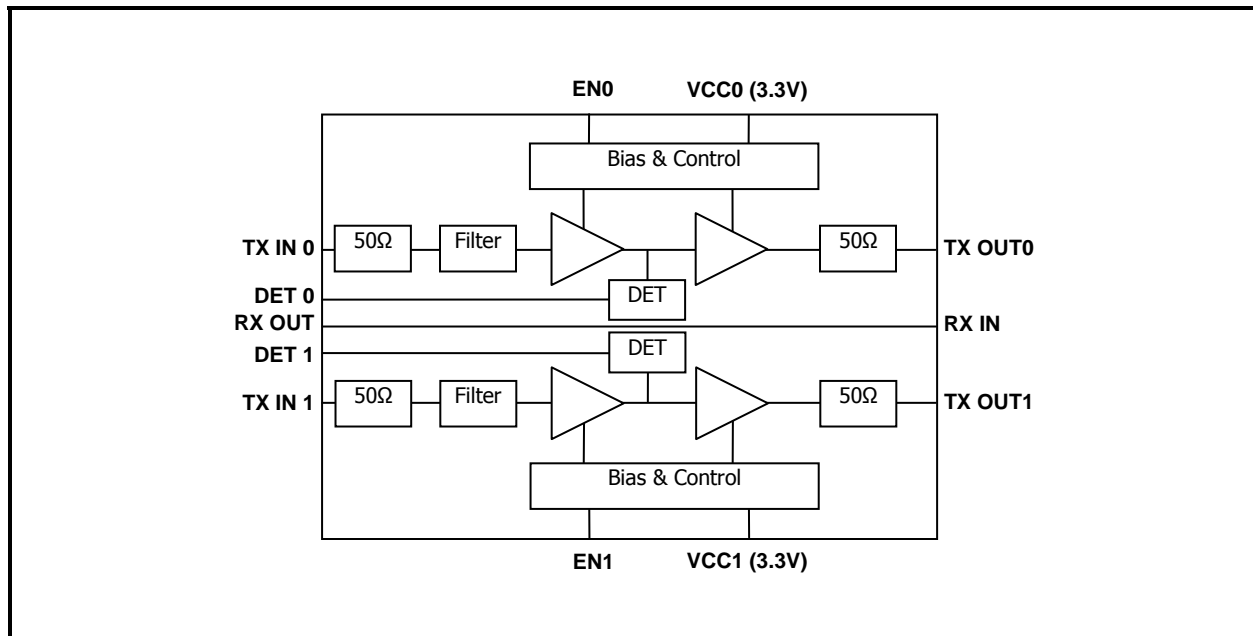 EN0 VCC0 (3.3V)
Bias & Control
TX IN 0 50Ω Filter 50Ω TX OUT0
DET 0 DET
RX OUT RX IN
DET 1 DET
TX IN 1 50Ω Filter 50Ω TX OUT1
Bias & Control
EN1 VCC1 (3.3V)